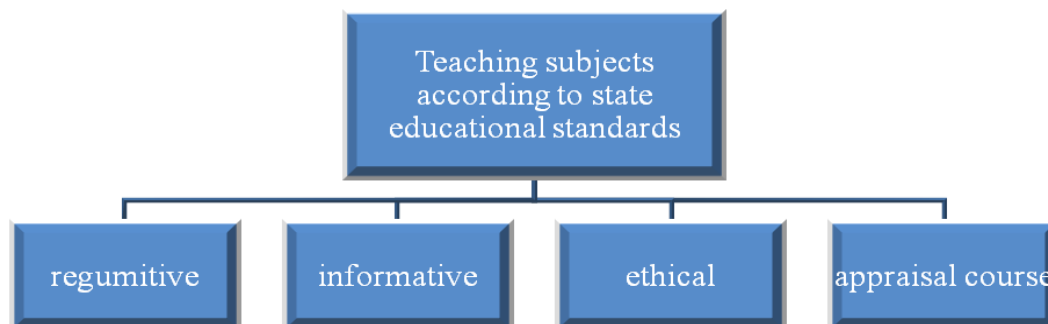 Teaching subjects
according to state
educational standards
regumitive
informative
ethical
appraisal course